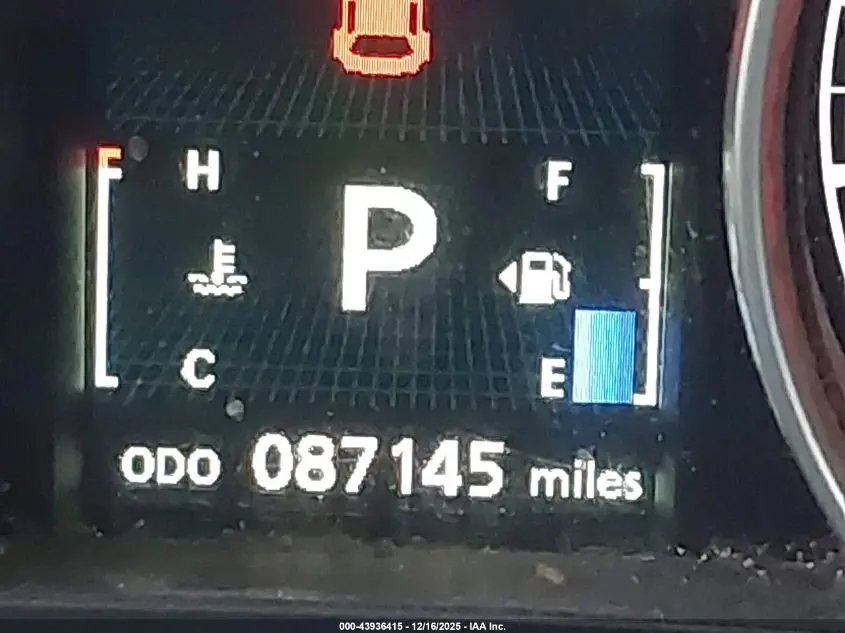 H F
P
C E
ODO 087145 miles
000-43936415 - 12/16/2025 - IAA Inc.